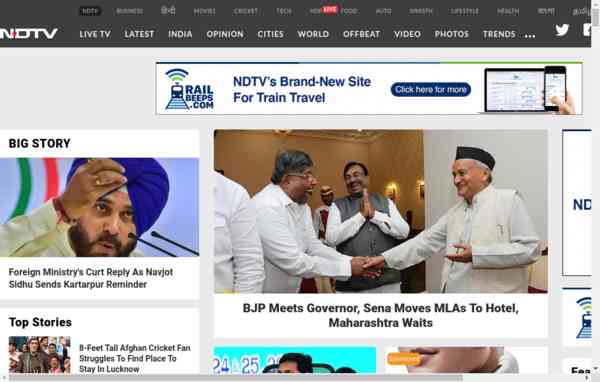 NDTV BUSINESS हिन्दी MOVIES CRICKET TECH HOP LIVE FOOD AUTO SWASTH LIFESTYLE HEALTH বাংলা
NDTV LIVE TV LATEST INDIA OPINION CITIES WORLD OFFBEAT VIDEO PHOTOS TRENDS ...
RAIL
BEEPS
.COM
NDTV's Brand-New Site
For Train Travel
Click here for more
BIG STORY
Foreign Ministry's Curt Reply As Navjot
Sidhu Sends Kartarpur Reminder
BJP Meets Governor, Sena Moves MLAs To Hotel,
Maharashtra Waits
ND
Top Stories
8-Feet Tall Afghan Cricket Fan
Struggles To Find Place To
Stay In Lucknow
24 & 25
Sponsored
Fea